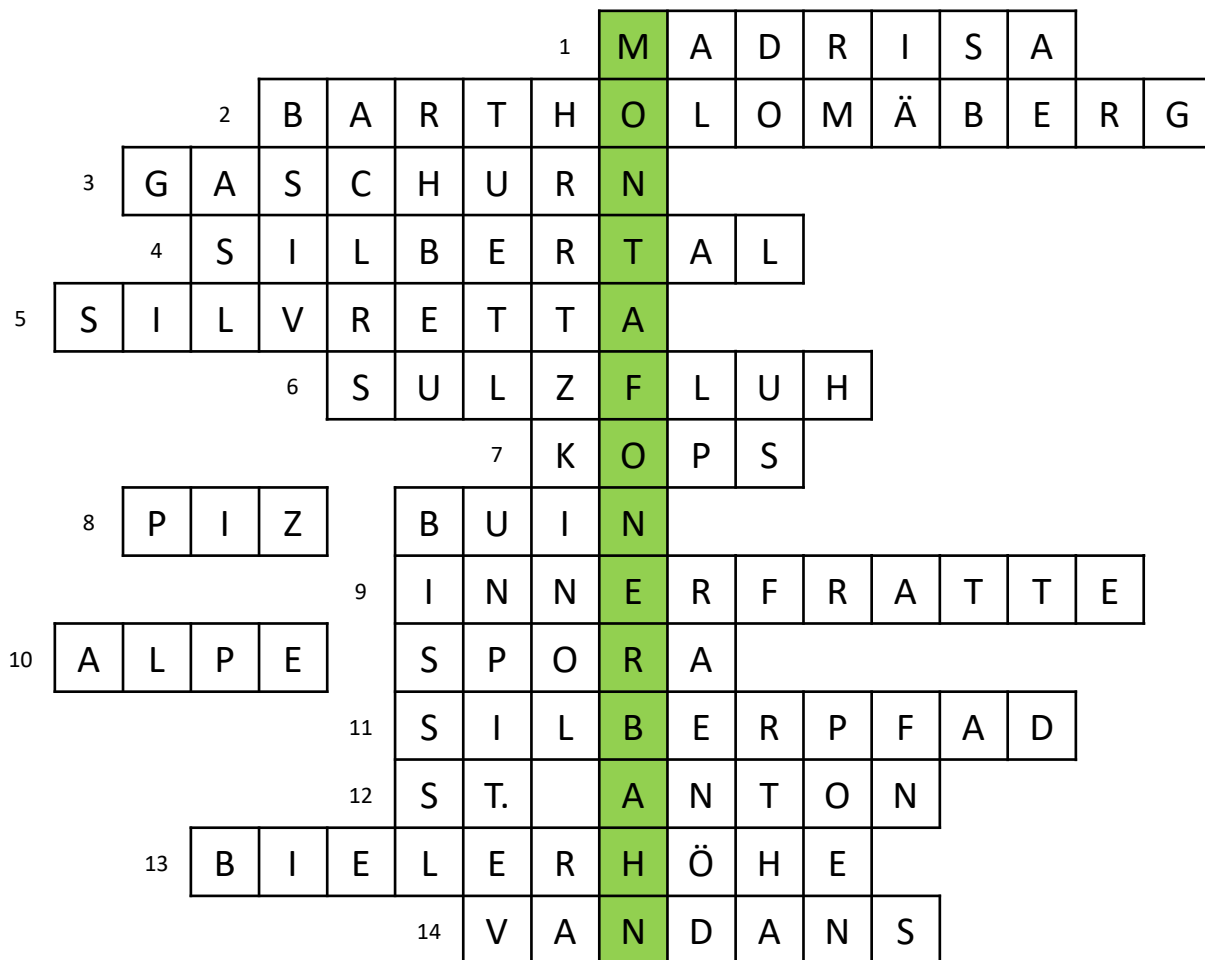 1 MADRISA
2 BARTHOLOMÄBERG
3 GASCHURN
4 SILBERTAL
5 SILVRETTA
6 SULZFLUH
7 KOPS
8 PIZ BUIN
9 INNERFRATTE
10 ALPE SPORA
11 SILBERPFAD
12 ST. ANTON
13 BIELERHÖHE
14 VANDANS